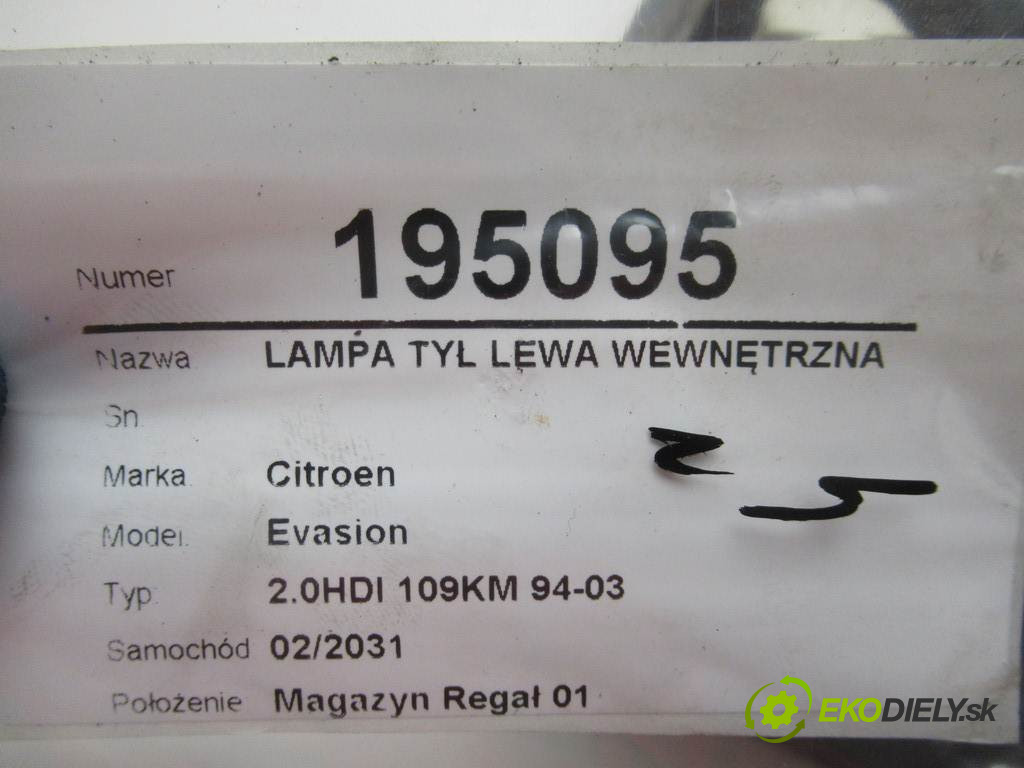 Numer 195095
Nazwa LAMPA TYŁ LEWA WEWNĘTRZNA
Sn.
Marka. Citroen
Model. Evasion
Typ. 2.0HDI 109KM 94-03
Samochód 02/2031
Położenie Magazyn Regał 01
EKODIELY.sk